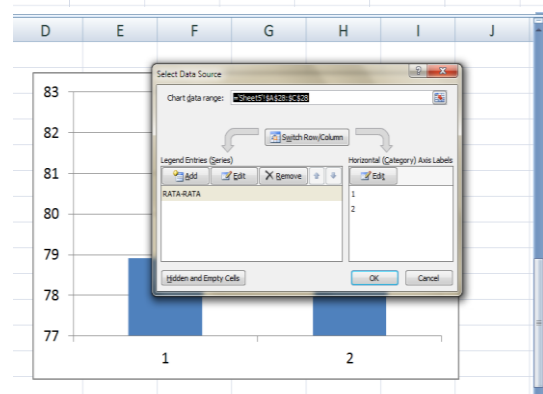 D E F G H I J
Select Data Source
Chart data range: ='Sheet5'!$A$28:$C$28
Switch Row/Column
Legend Entries (Series)
Horizontal (Category) Axis Labels
Add Edit Remove
Edit
RATA-RATA
1
2
Hidden and Empty Cells
OK Cancel
83
82
81
80
79
78
77
1 2